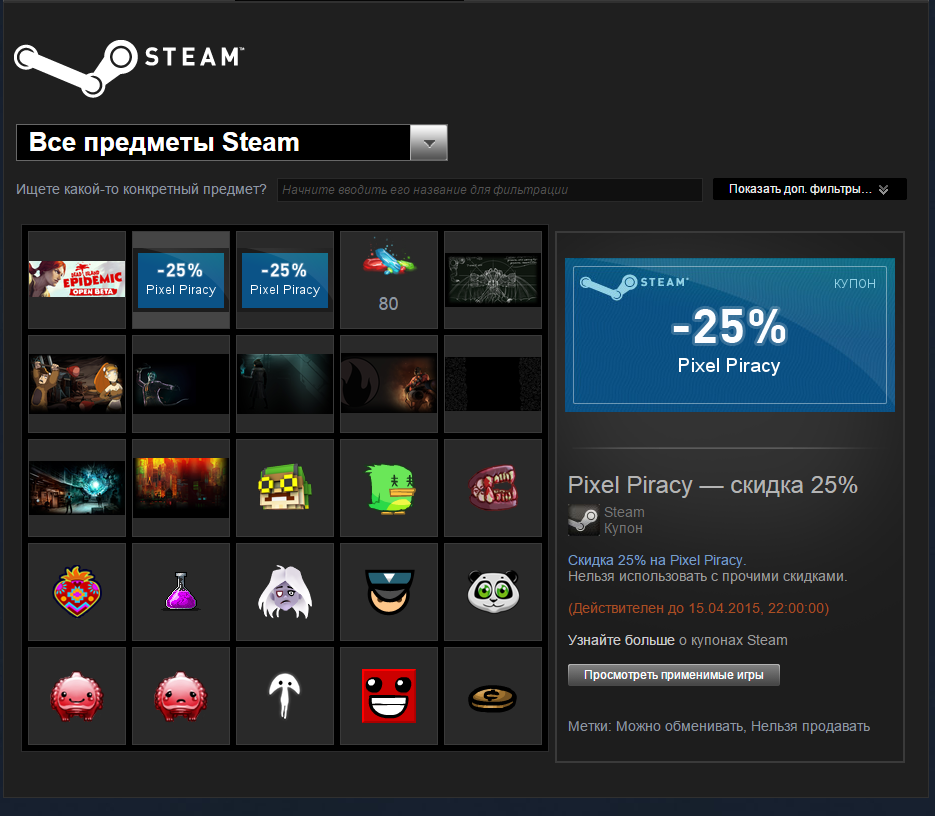 STEAM™
Все предметы Steam
Ищете какой-то конкретный предмет?
Начните вводить его название для фильтрации
Показать доп. фильтры...
DEAD ISLAND
EPIDEMIC
OPEN BETA
-25%
Pixel Piracy
-25%
Pixel Piracy
80
STEAM™
КУПОН
-25%
Pixel Piracy
Pixel Piracy — скидка 25%
Steam
Купон
Скидка 25% на Pixel Piracy.
Нельзя использовать с прочими скидками.
(Действителен до 15.04.2015, 22:00:00)
Узнайте больше о купонах Steam
Просмотреть применимые игры
Метки: Можно обменивать, Нельзя продавать